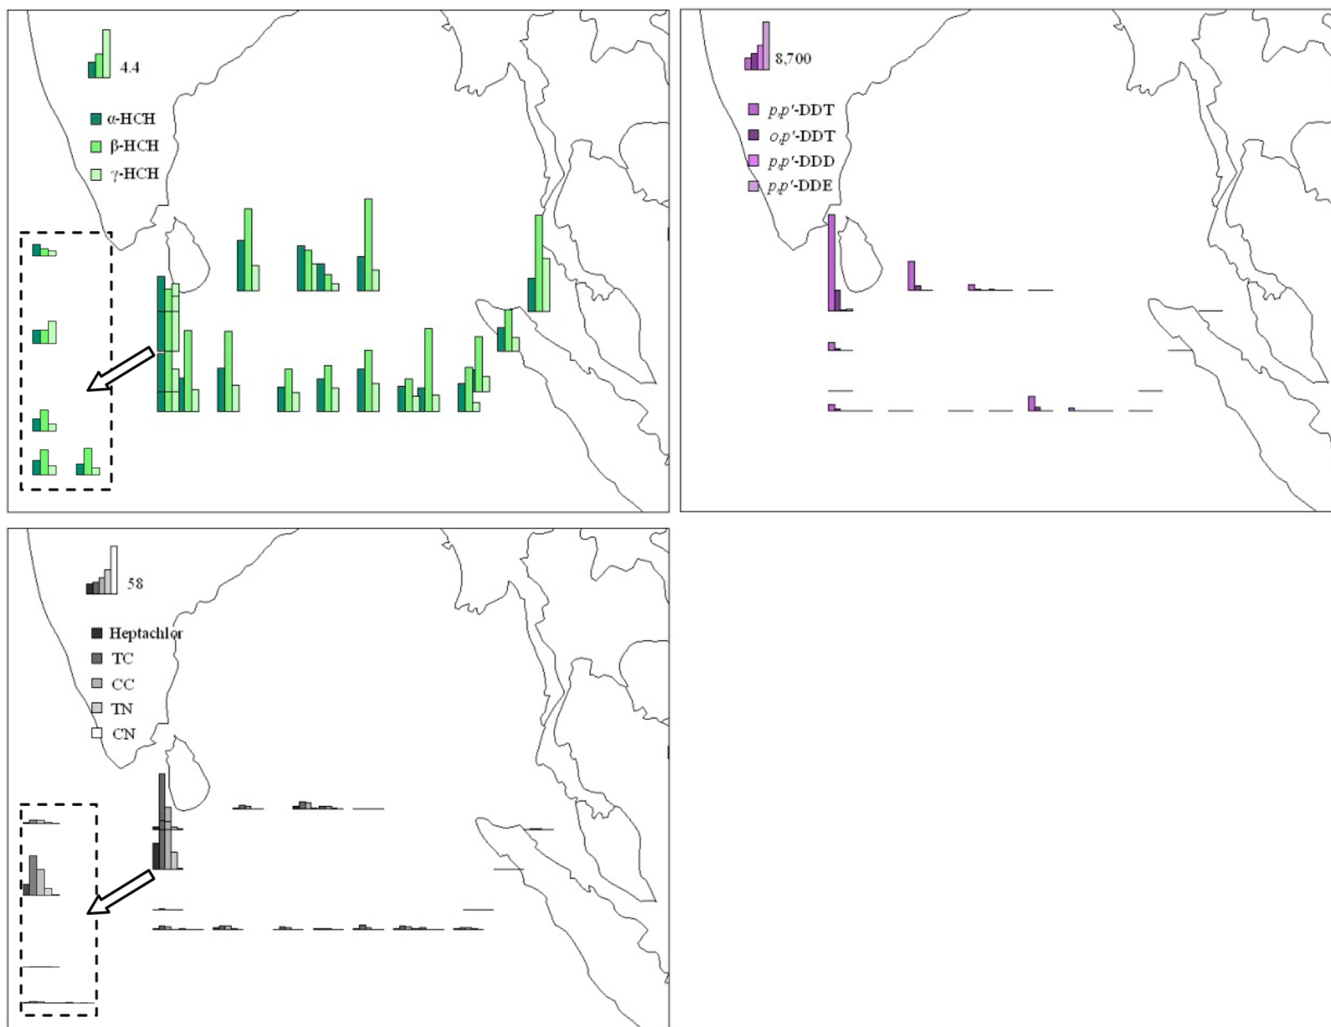 4.4
α-HCH
β-HCH
γ-HCH
8,700
p,p'-DDT
o,p'-DDT
p,p'-DDD
p,p'-DDE
58
Heptachlor
TC
CC
TN
CN